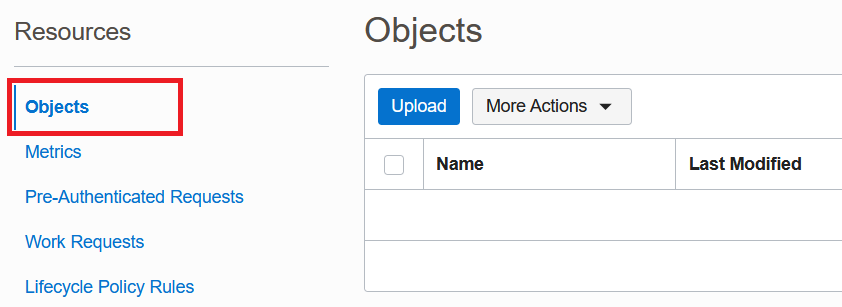 Resources
Objects
Metrics
Pre-Authenticated Requests
Work Requests
Lifecycle Policy Rules
Objects
Upload More Actions
Name Last Modified